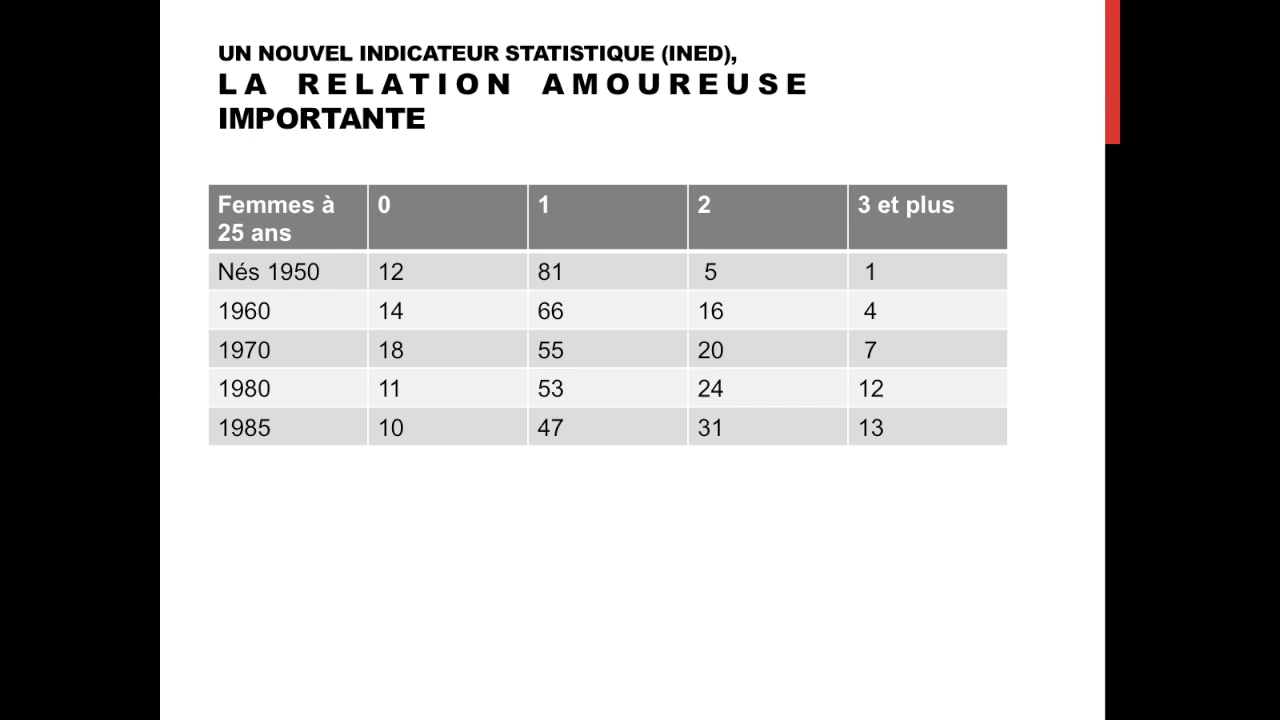 UN NOUVEL INDICATEUR STATISTIQUE (INED),
LA RELATION AMOUREUSE
IMPORTANTE
Femmes à 25 ans 0 1 2 3 et plus
Nés 1950 12 81 5 1
1960 14 66 16 4
1970 18 55 20 7
1980 11 53 24 12
1985 10 47 31 13